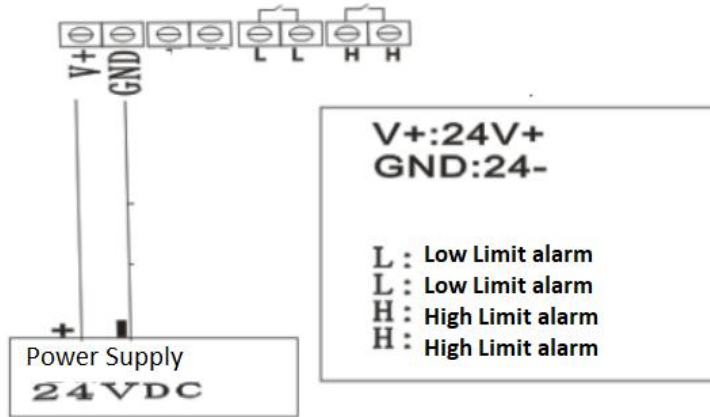 L L H H
V+
GND
V+:24V+
GND:24-
L : Low Limit alarm
L : Low Limit alarm
H : High Limit alarm
H : High Limit alarm
+
Power Supply
24VDC